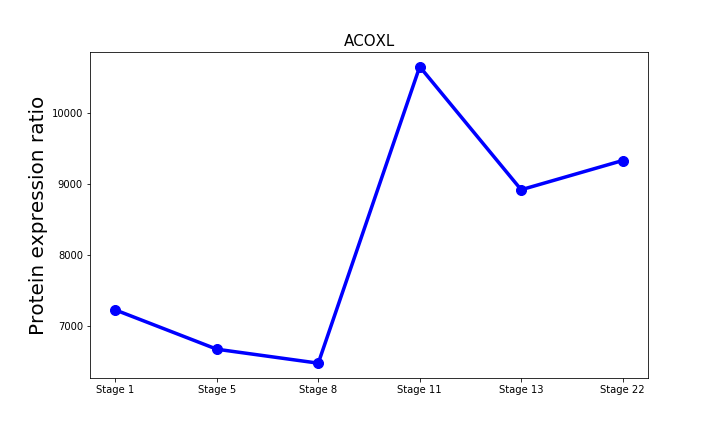 ACOXL
Protein expression ratio
10000
9000
8000
7000
Stage 1 Stage 5 Stage 8 Stage 11 Stage 13 Stage 22